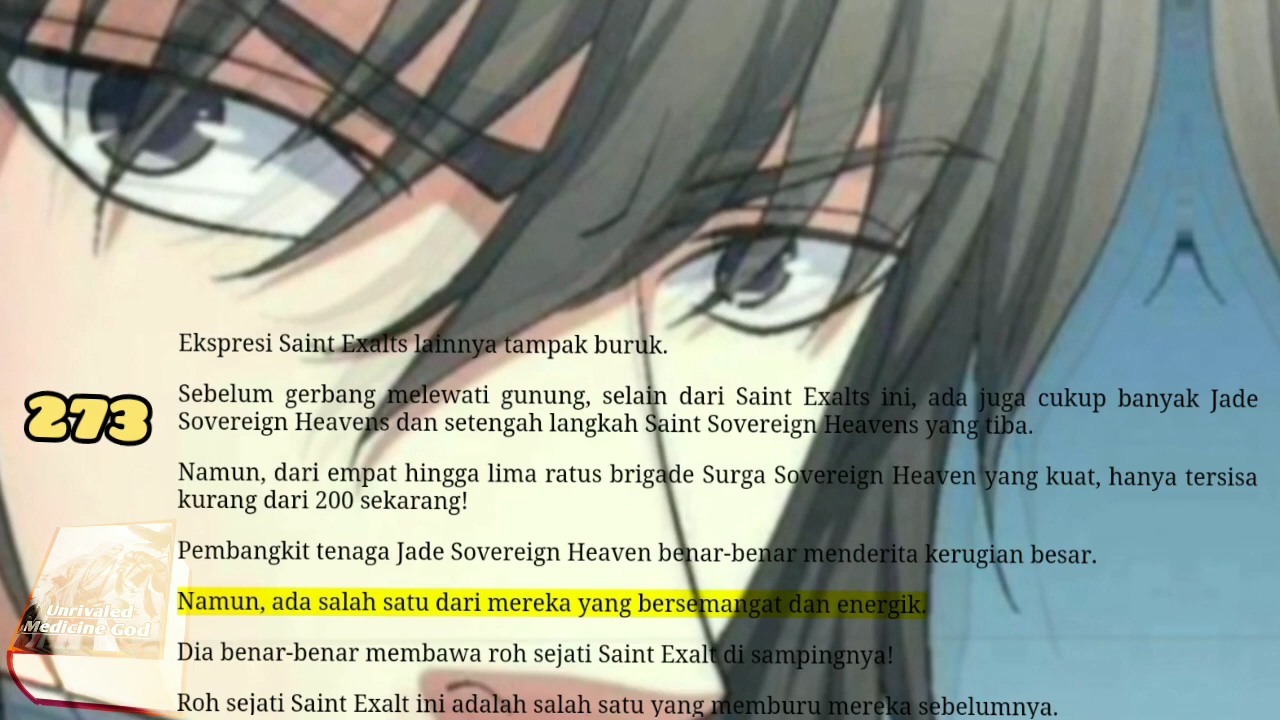 Ekspresi Saint Exalts lainnya tampak buruk.
Sebelum gerbang melewati gunung, selain dari Saint Exalts ini, ada juga cukup banyak Jade
Sovereign Heavens dan setengah langkah Saint Sovereign Heavens yang tiba.
273
Namun, dari empat hingga lima ratus brigade Surga Sovereign Heaven yang kuat, hanya tersisa
kurang dari 200 sekarang!
Pembangkit tenaga Jade Sovereign Heaven benar-benar menderita kerugian besar.
Namun, ada salah satu dari mereka yang bersemangat dan energik.
Unrivaled
Medicine God
Dia benar-benar membawa roh sejati Saint Exalt di sampingnya!
Roh sejati Saint Exalt ini adalah salah satu yang memburu mereka sebelumnya.